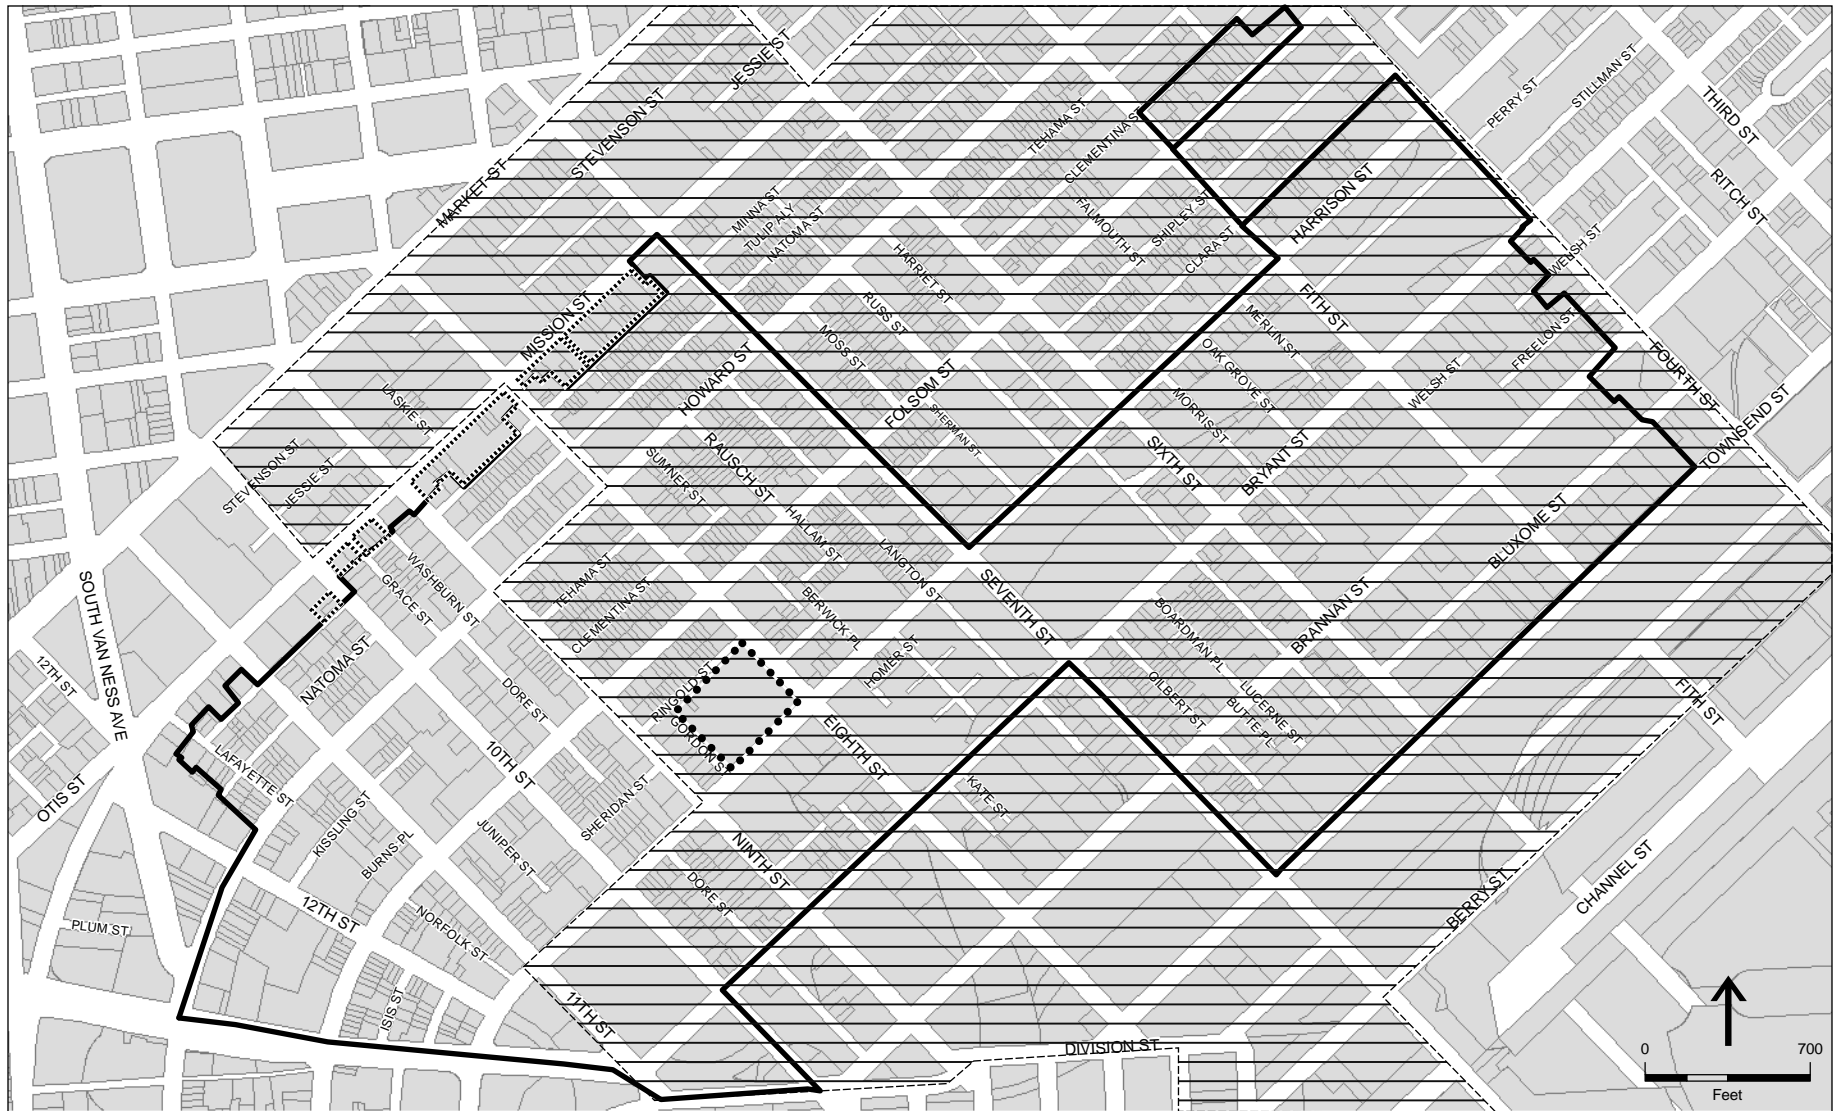 JESSIE ST
STEVENSON ST
MARKET ST
TEHAMA ST
CLEMENTINA ST
PERRY ST
STILLMAN ST
THIRD ST
RITCH ST
MINNA ST
TULIP ALY
NATOMA ST
FALMOUTH ST
SHIPLEY ST
CLARA ST
HARRISON ST
WELSH ST
HARRIET ST
RUSS ST
MOSS ST
MISSION ST
FITH ST
MERLIN ST
OAK GROVE ST
MORRIS ST
FREELON ST
WELSH ST
FOURTH ST
TOWNSEND ST
HOWARD ST
FOLSOM ST
SHERMAN ST
LASKIE ST
STEVENSON ST
JESSIE ST
RAUSCH ST
SUMNER ST
SIXTH ST
BRYANT ST
HALLAM ST
LANGTON ST
BLUXOME ST
SOUTH VAN NESS AVE
WASHBURN ST
GRACE ST
TEHAMA ST
CLEMENTINA ST
BERWICK PL
SEVENTH ST
BOARDMAN PL
BRANNAN ST
12TH ST
NATOMA ST
DORE ST
RINGOLD ST
GORDON ST
HOMER ST
EIGHTH ST
GILBERT ST
LUCERNE ST
BUTTE PL
FITH ST
LAFAYETTE ST
10TH ST
OTIS ST
KISSLING ST
BURNS PL
JUNIPER ST
SHERIDAN ST
KATE ST
NINTH ST
DORE ST
CHANNEL ST
BERRY ST
PLUM ST
12TH ST
NORFOLK ST
ISIS ST
11TH ST
DIVISION ST
0 700
Feet